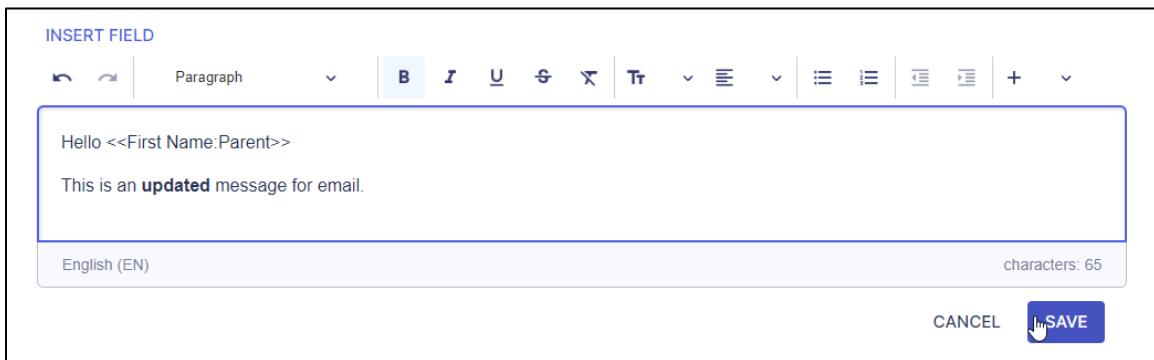 INSERT FIELD
Paragraph B I U S T Tт +
Hello <<First Name:Parent>>
This is an updated message for email.
English (EN) characters: 65
CANCEL SAVE